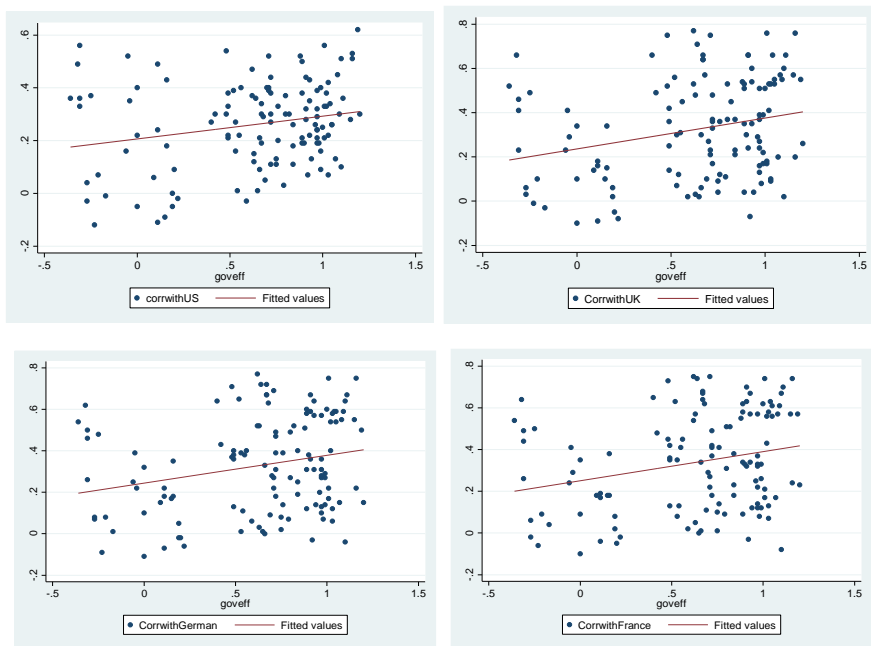 .6
.4
.2
0
-.2
-.5 0 .5 1 1.5
goveff
corrwithUS Fitted values
.8
.6
.4
.2
0
-.2
-.5 0 .5 1 1.5
goveff
CorrwithUK Fitted values
.8
.6
.4
.2
0
-.2
-.5 0 .5 1 1.5
goveff
CorrwithGerman Fitted values
.8
.6
.4
.2
0
-.2
-.5 0 .5 1 1.5
goveff
CorrwithFrance Fitted values